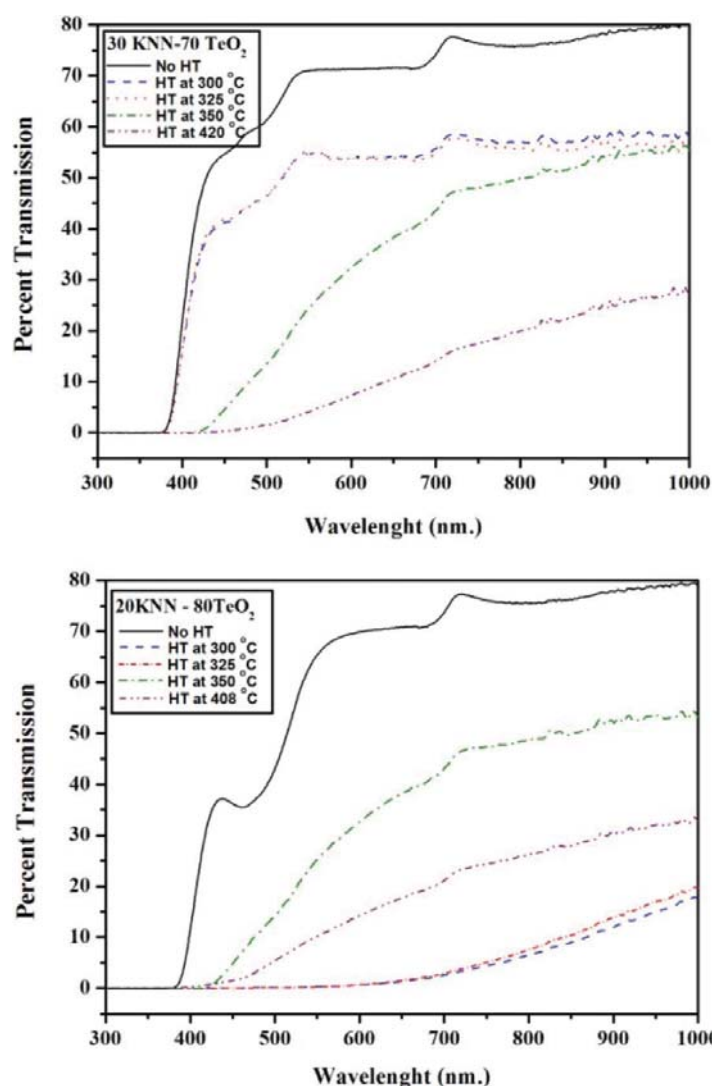 80
70
60
50
40
30
20
10
0
Percent Transmission
30 KNN-70 TeO₂
No HT
HT at 300 °C
HT at 325 °C
HT at 350 °C
HT at 420 °C
300 400 500 600 700 800 900 1000
Wavelenght (nm.)
80
70
60
50
40
30
20
10
0
Percent Transmission
20KNN - 80TeO₂
No HT
HT at 300 °C
HT at 325 °C
HT at 350 °C
HT at 408 °C
300 400 500 600 700 800 900 1000
Wavelenght (nm.)